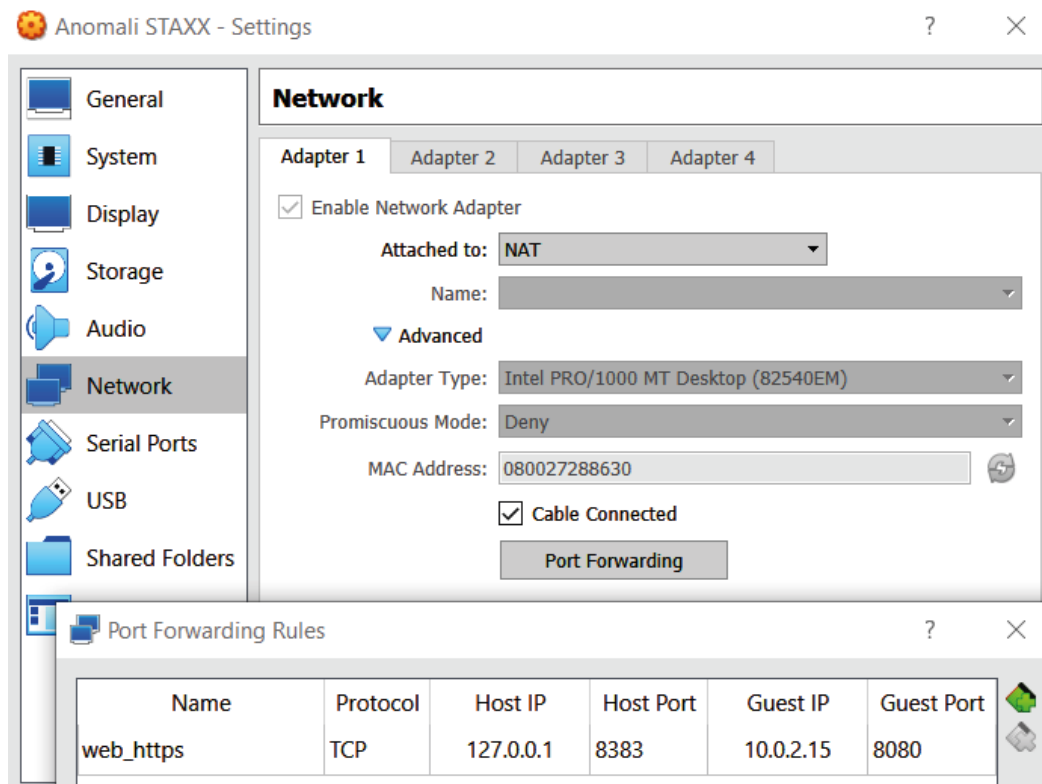 Anomali STAXX - Settings ?
General
System
Display
Storage
Audio
Network
Serial Ports
USB
Shared Folders
Network
Adapter 1 Adapter 2 Adapter 3 Adapter 4
Enable Network Adapter
Attached to: NAT
Name:
Advanced
Adapter Type: Intel PRO/1000 MT Desktop (82540EM)
Promiscuous Mode: Deny
MAC Address: 080027288630
Cable Connected
Port Forwarding
Port Forwarding Rules ?
Name Protocol Host IP Host Port Guest IP Guest Port
web_https TCP 127.0.0.1 8383 10.0.2.15 8080